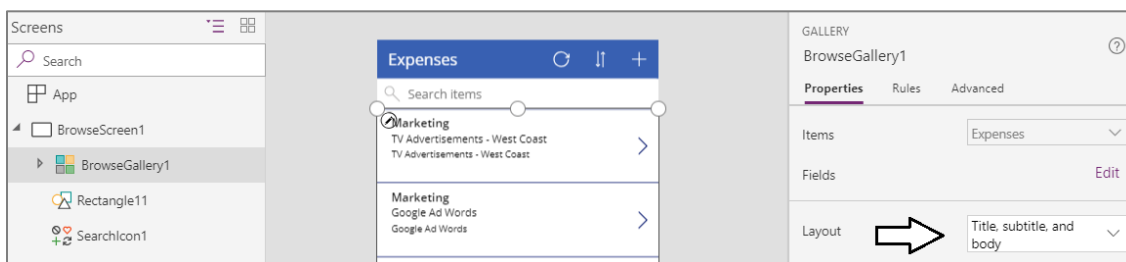 Screens
Search
App
BrowseScreen1
BrowseGallery1
Rectangle11
SearchIcon1
Expenses
Search items
Marketing
TV Advertisements - West Coast
TV Advertisements - West Coast
Marketing
Google Ad Words
Google Ad Words
GALLERY
BrowseGallery1
?
Properties Rules Advanced
Items Expenses
Fields Edit
Layout Title, subtitle, and
body